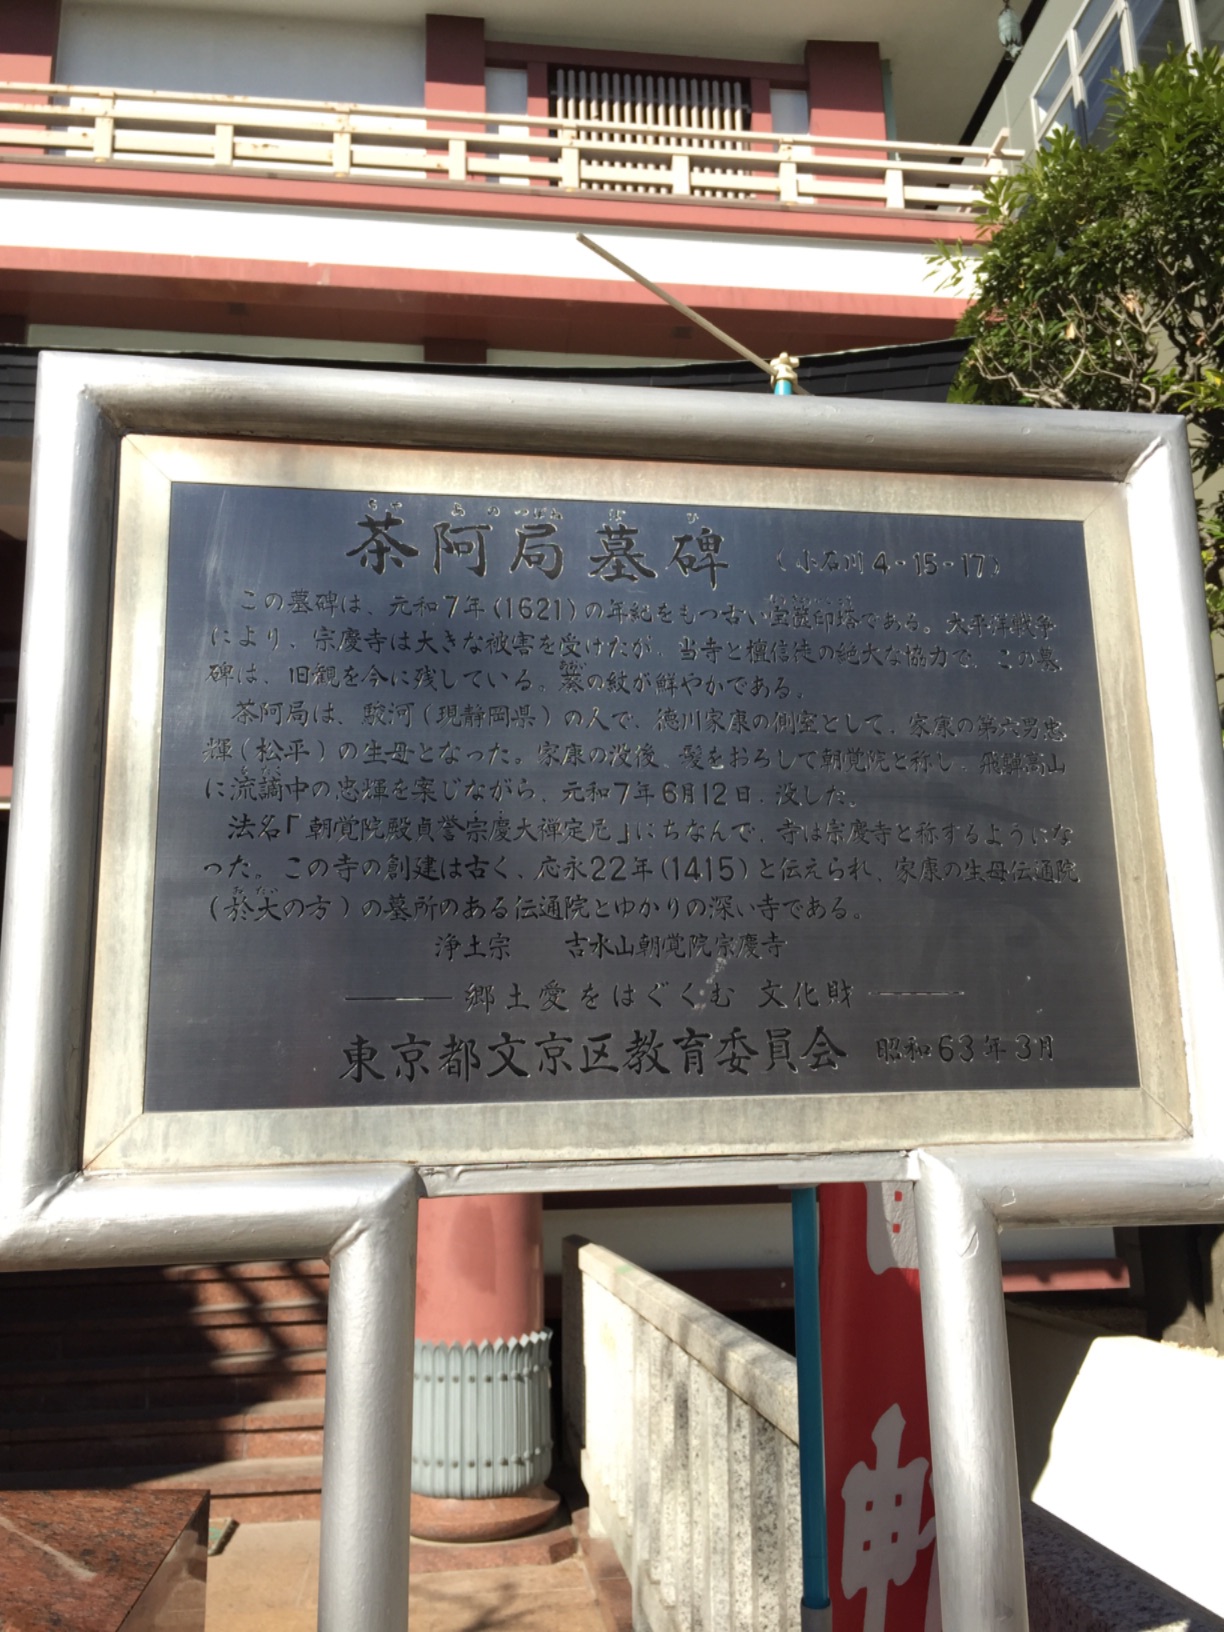 ちゃ あ の つぼね ぼ ひ
茶阿局墓碑 (小石川4-15-17)
この墓碑は、元和7年(1621)の年紀をもつ古い宝篋印塔である。太平洋戦争
により、宗慶寺は大きな被害を受けたが、当寺と檀信徒の絶大な協力で、この墓
碑は、旧観を今に残している。葵の紋が鮮やかである。
茶阿局は、駿河(現静岡県)の人で、徳川家康の側室として、家康の第六男忠
輝(松平)の生母となった。家康の没後、髪をおろして朝覚院と称し、飛騨高山
に流謫中の忠輝を案じながら、元和7年6月12日、没した。
法名「朝覚院殿貞誉宗慶大禅定尼」にちなんで、寺は宗慶寺と称するようにな
った。この寺の創建は古く、応永22年(1415)と伝えられ、家康の生母伝通院
(於大の方)の墓所のある伝通院とゆかりの深い寺である。
浄土宗 吉水山朝覚院宗慶寺
郷土愛をはぐくむ 文化財
東京都文京区教育委員会 昭和63年3月